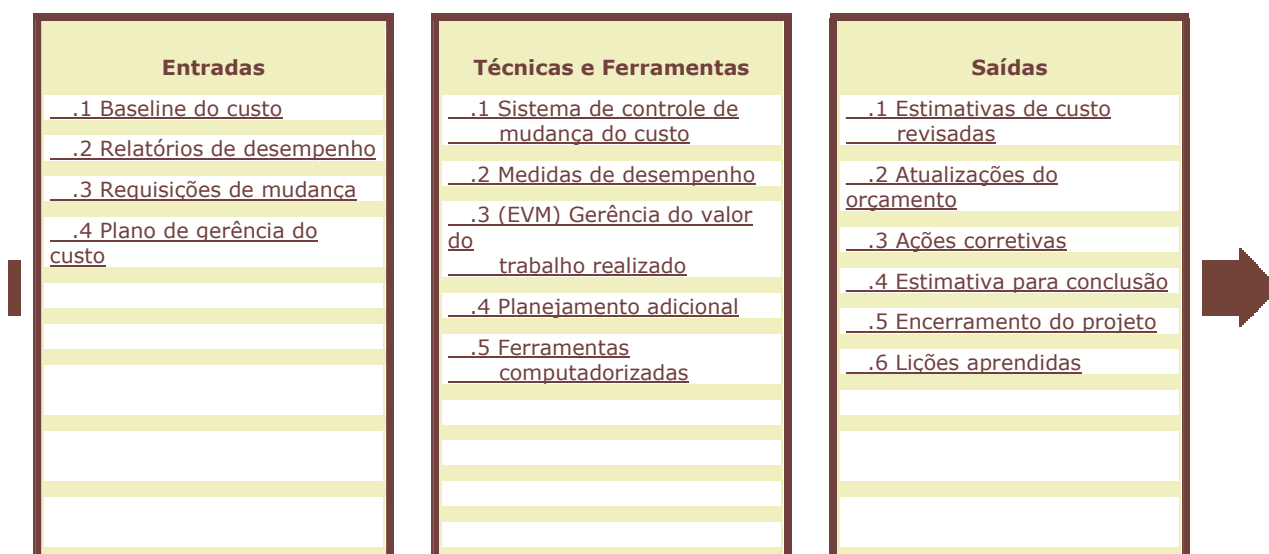 Entradas
.1 Baseline do custo
.2 Relatórios de desempenho
.3 Requisições de mudança
.4 Plano de gerência do
custo
Técnicas e Ferramentas
.1 Sistema de controle de
mudança do custo
.2 Medidas de desempenho
.3 (EVM) Gerência do valor
do
trabalho realizado
.4 Planejamento adicional
.5 Ferramentas
computadorizadas
Saídas
.1 Estimativas de custo
revisadas
.2 Atualizações do
orçamento
.3 Ações corretivas
.4 Estimativa para conclusão
.5 Encerramento do projeto
.6 Lições aprendidas